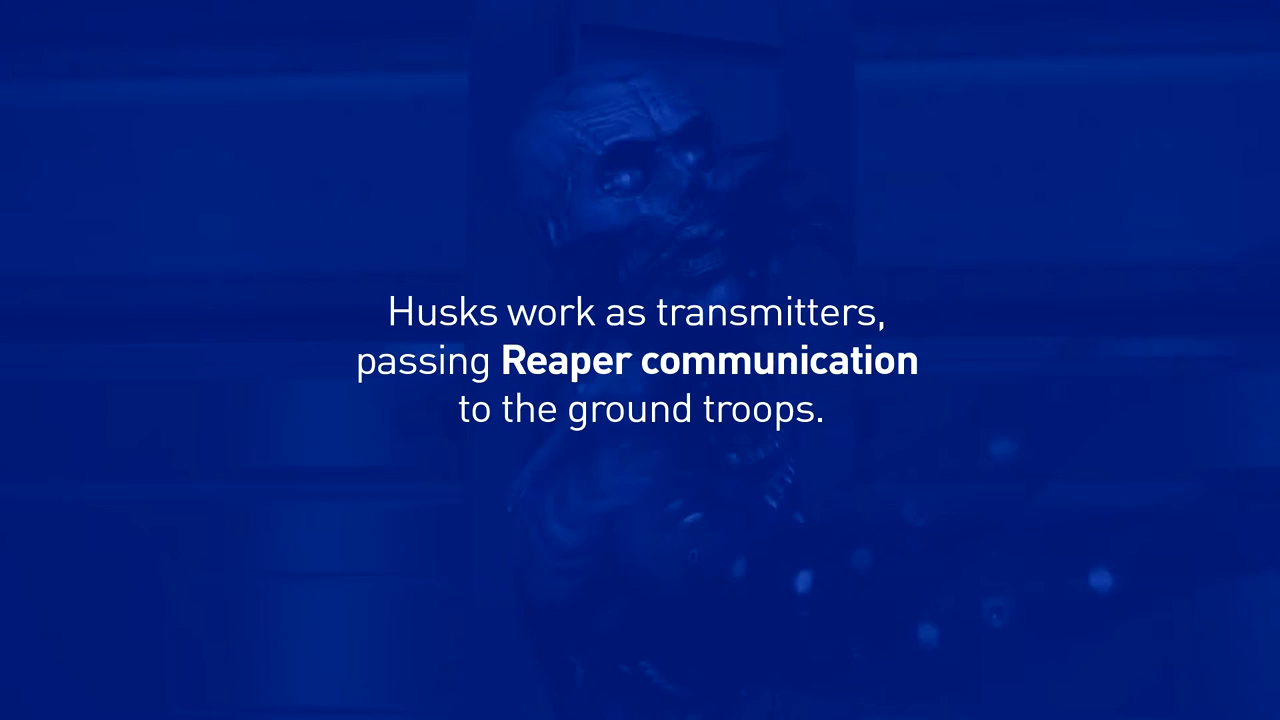 Husks work as transmitters,
passing Reaper communication
to the ground troops.